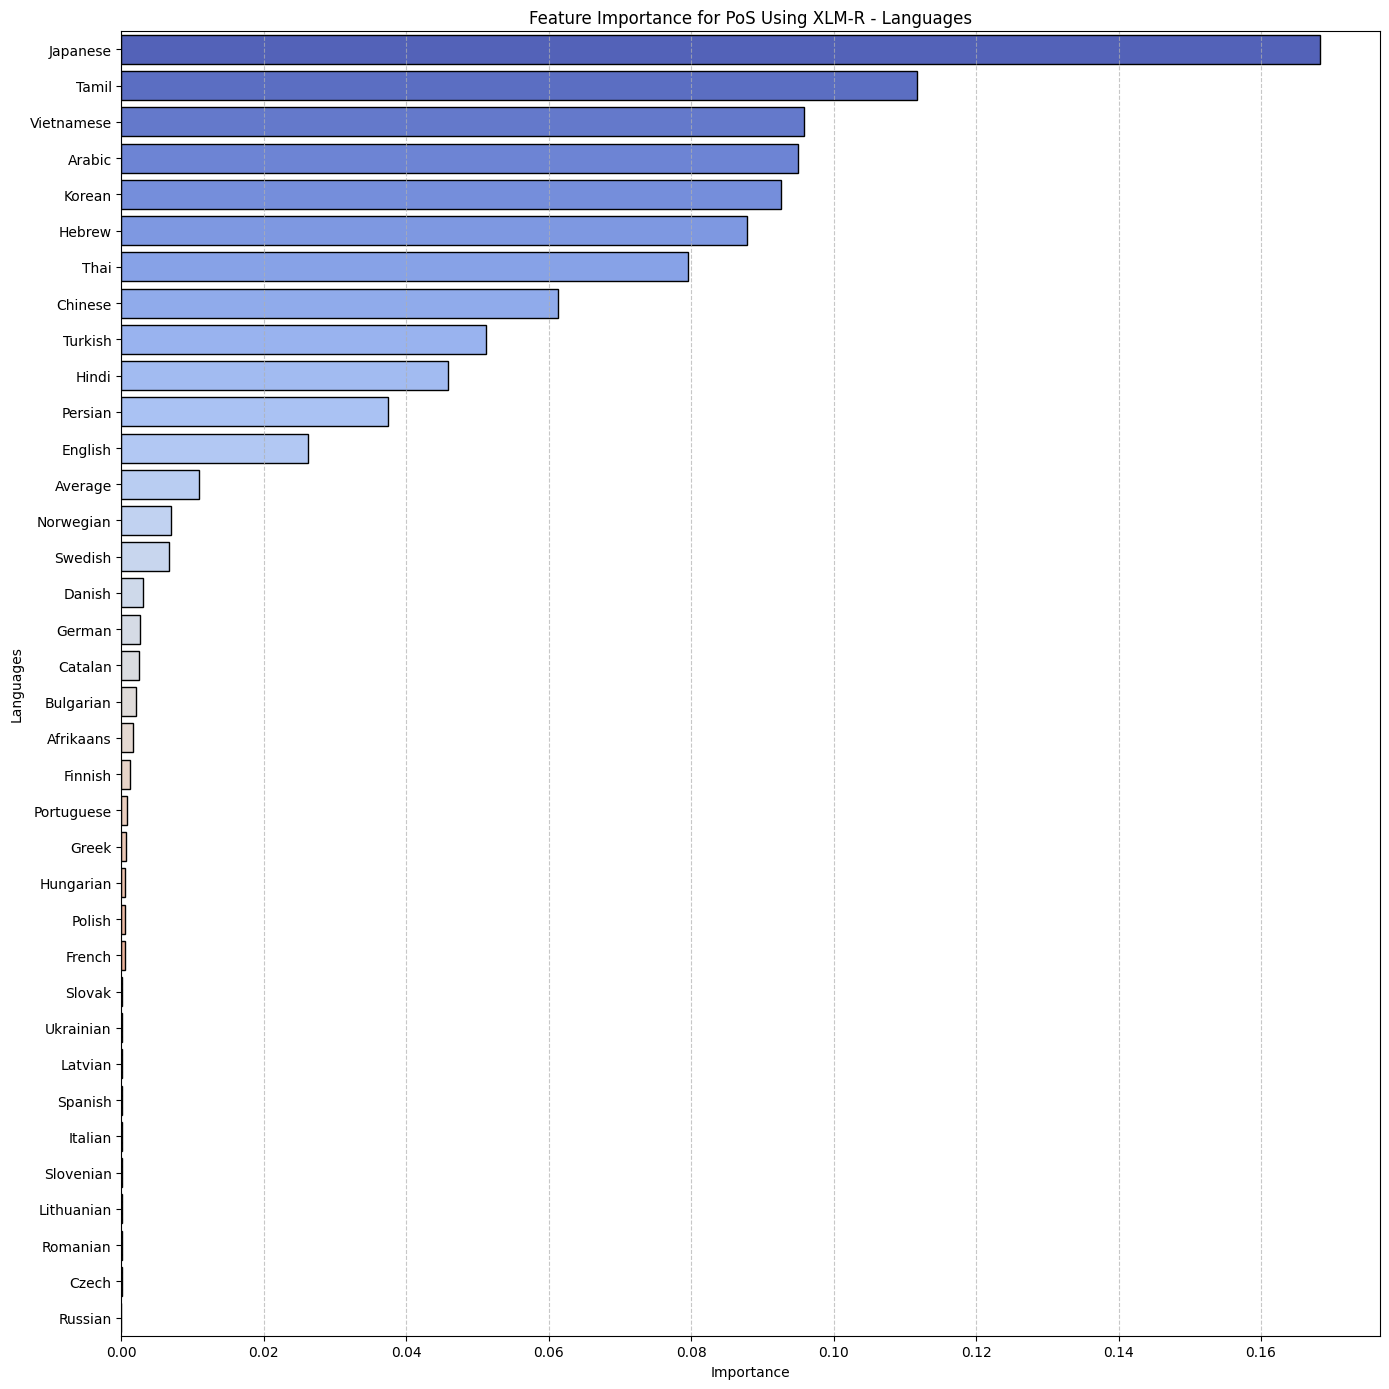 Feature Importance for PoS Using XLM-R - Languages
Japanese
Tamil
Vietnamese
Arabic
Korean
Hebrew
Thai
Chinese
Turkish
Hindi
Persian
English
Average
Norwegian
Swedish
Danish
German
Catalan
Bulgarian
Afrikaans
Finnish
Portuguese
Greek
Hungarian
Polish
French
Slovak
Ukrainian
Latvian
Spanish
Italian
Slovenian
Lithuanian
Romanian
Czech
Russian
Languages
0.00 0.02 0.04 0.06 0.08 0.10 0.12 0.14 0.16
Importance